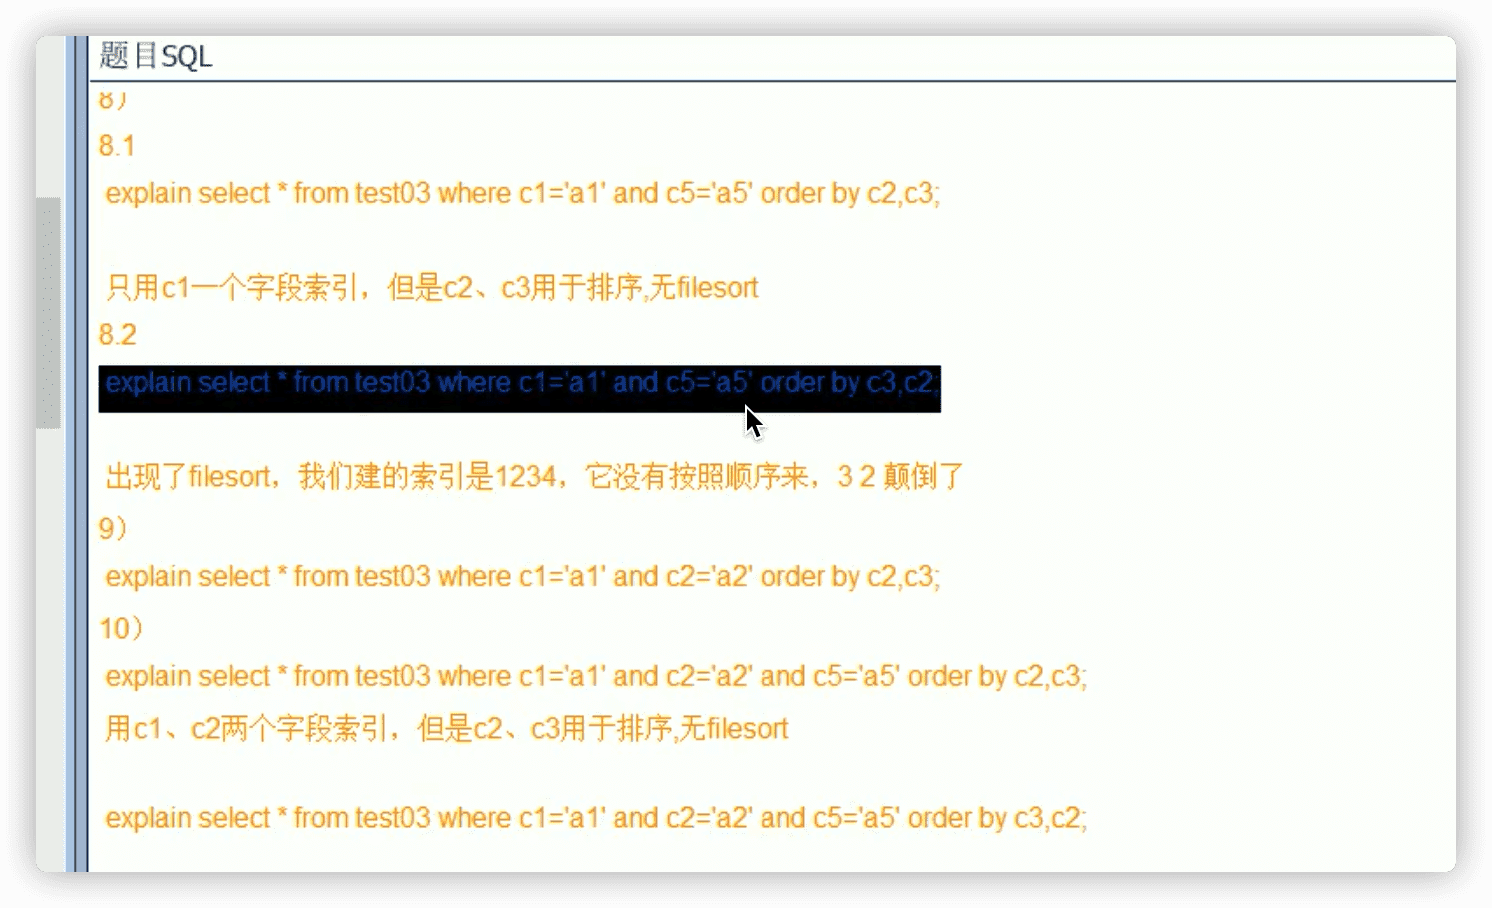 题目SQL
8）
8.1
explain select * from test03 where c1='a1' and c5='a5' order by c2,c3;
只用c1一个字段索引，但是c2、c3用于排序,无filesort
8.2
explain select * from test03 where c1='a1' and c5='a5' order by c3,c2;
出现了filesort，我们建的索引是1234，它没有按照顺序来，3 2 颠倒了
9）
explain select * from test03 where c1='a1' and c2='a2' order by c2,c3;
10）
explain select * from test03 where c1='a1' and c2='a2' and c5='a5' order by c2,c3;
用c1、c2两个字段索引，但是c2、c3用于排序,无filesort
explain select * from test03 where c1='a1' and c2='a2' and c5='a5' order by c3,c2;